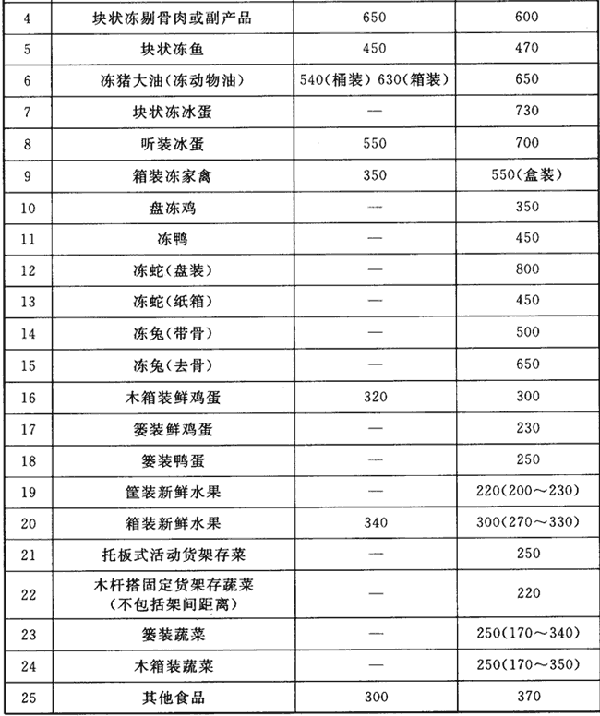 4 块状冻剔骨肉或副产品 650 600
5 块状冻鱼 450 470
6 冻猪大油(冻动物油) 540(桶装) 630(箱装) 650
7 块状冻冰蛋 — 730
8 听装冰蛋 550 700
9 箱装冻家禽 350 550(盒装)
10 盘冻鸡 — 350
11 冻鸭 — 450
12 冻蛇(盘装) — 800
13 冻蛇(纸箱) — 450
14 冻兔(带骨) — 500
15 冻兔(去骨) — 650
16 木箱装鲜鸡蛋 320 300
17 篓装鲜鸡蛋 — 230
18 篓装鸭蛋 — 250
19 筐装新鲜水果 — 220(200～230)
20 箱装新鲜水果 340 300(270～330)
21 托板式活动货架存菜 — 250
22 木杆搭固定货架存蔬菜
(不包括架间距离) — 220
23 篓装蔬菜 — 250(170～340)
24 木箱装蔬菜 — 250(170～350)
25 其他食品 300 370